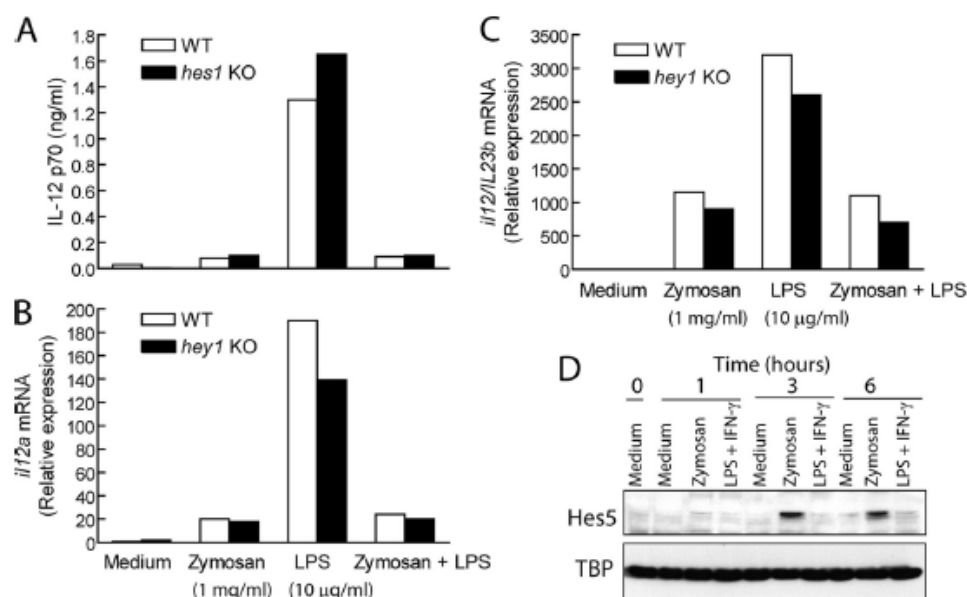 A
WT
hes1 KO
IL-12 p70 (ng/ml)
1.8
1.6
1.4
1.2
1.0
0.8
0.6
0.4
0.2
0.0
B
WT
hey1 KO
il12a mRNA
(Relative expression)
200
180
160
140
120
100
80
60
40
20
0
Medium Zymosan LPS Zymosan + LPS
(1 mg/ml) (10 μg/ml)
C
WT
hey1 KO
il12/IL23b mRNA
(Relative expression)
3500
3000
2500
2000
1500
1000
500
0
Medium Zymosan LPS Zymosan + LPS
(1 mg/ml) (10 μg/ml)
D
Time (hours)
0 1 3 6
Medium Medium Zymosan LPS + IFN-γ Medium Zymosan LPS + IFN-γ Medium Zymosan LPS + IFN-γ
Hes5
TBP